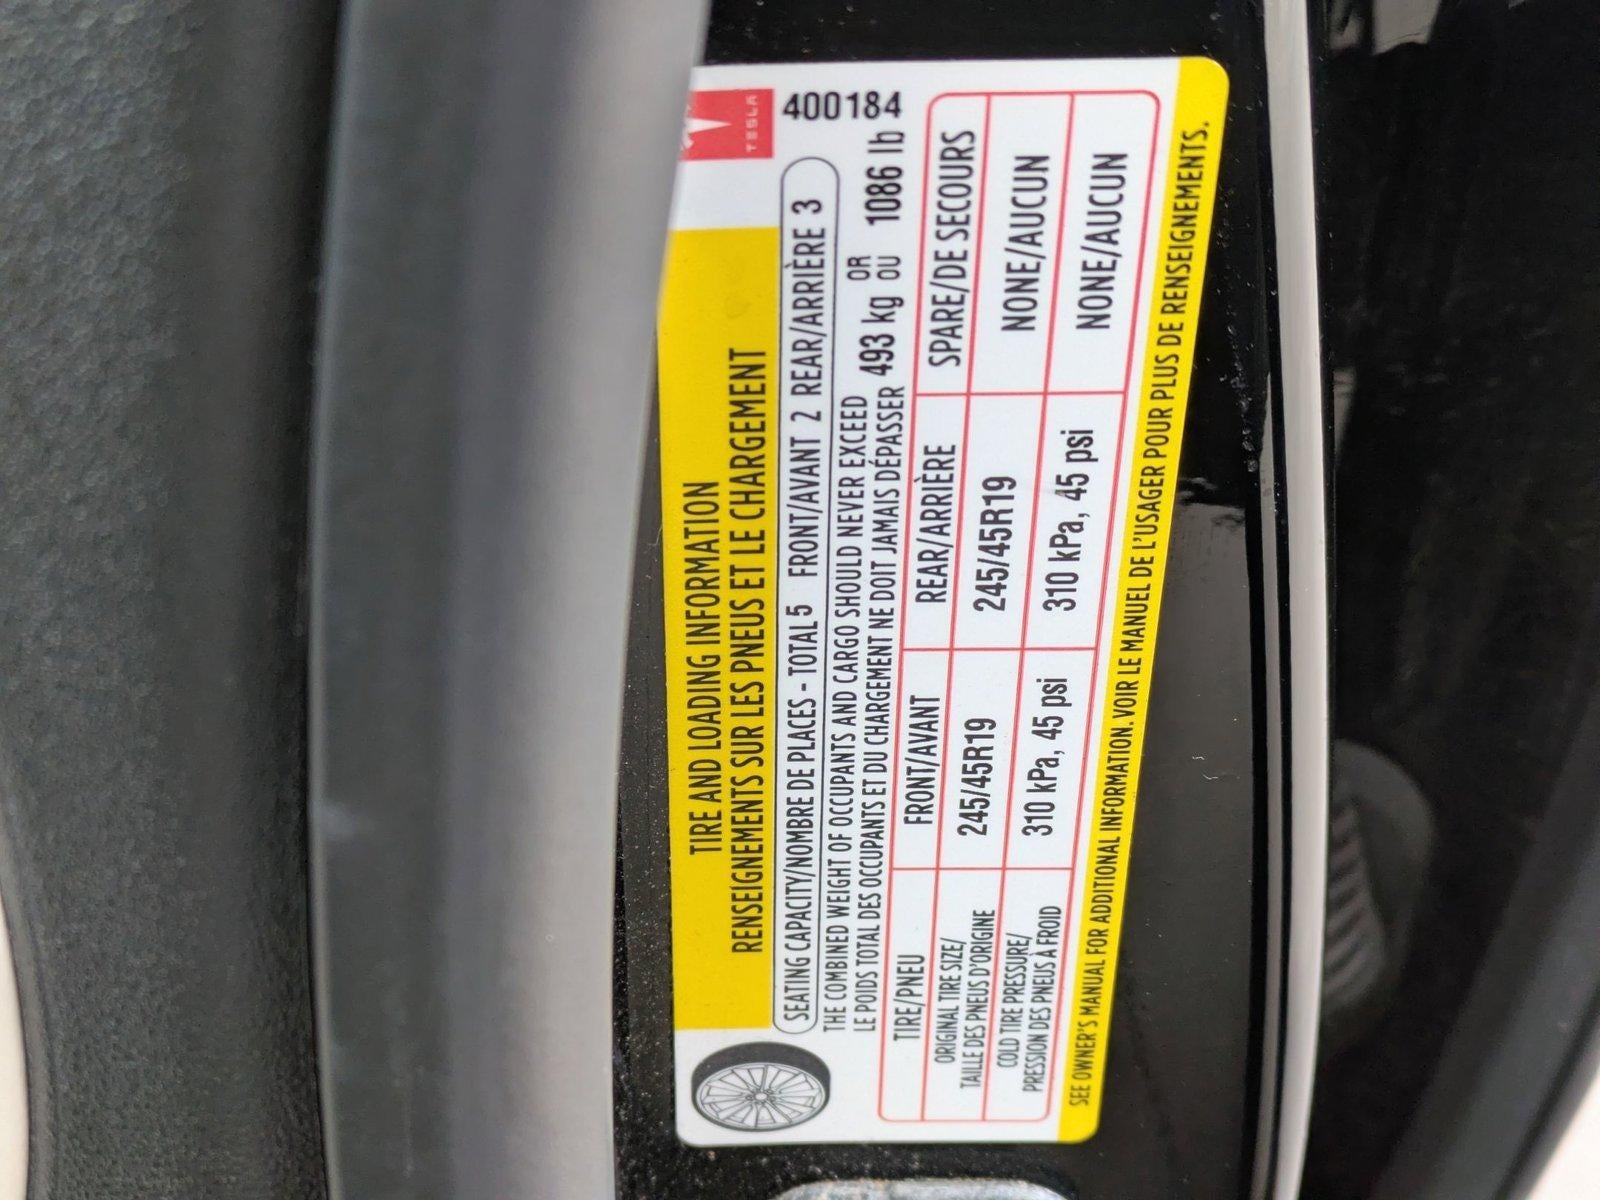 TESLA
400184
TIRE AND LOADING INFORMATION
RENSEIGNEMENTS SUR LES PNEUS ET LE CHARGEMENT
SEATING CAPACITY/NOMBRE DE PLACES - TOTAL 5 FRONT/AVANT 2 REAR/ARRIÈRE 3
THE COMBINED WEIGHT OF OCCUPANTS AND CARGO SHOULD NEVER EXCEED
LE POIDS TOTAL DES OCCUPANTS ET DU CHARGEMENT NE DOIT JAMAIS DÉPASSER
493 kg OR OU 1086 lb
TIRE/PNEU FRONT/AVANT REAR/ARRIÈRE SPARE/DE SECOURS
ORIGINAL TIRE SIZE/
TAILLE DES PNEUS D'ORIGINE
245/45R19 245/45R19 NONE/AUCUN
COLD TIRE PRESSURE/
PRESSION DES PNEUS À FROID
310 kPa, 45 psi 310 kPa, 45 psi NONE/AUCUN
SEE OWNER'S MANUAL FOR ADDITIONAL INFORMATION. VOIR LE MANUEL DE L'USAGER POUR PLUS DE RENSEIGNEMENTS.